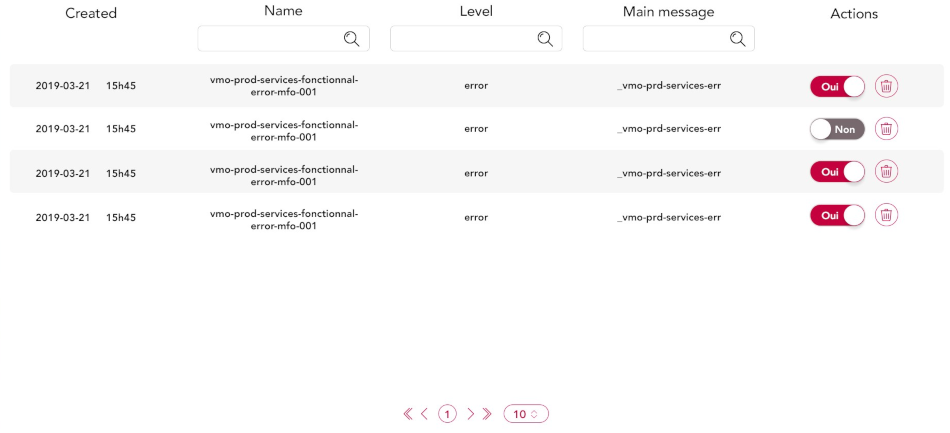 Created Name Level Main message Actions
2019-03-21 15h45 vmo-prod-services-fonctionnal-
error-mfo-001 error _vmo-prd-services-err Oui
2019-03-21 15h45 vmo-prod-services-fonctionnal-
error-mfo-001 error _vmo-prd-services-err Non
2019-03-21 15h45 vmo-prod-services-fonctionnal-
error-mfo-001 error _vmo-prd-services-err Oui
2019-03-21 15h45 vmo-prod-services-fonctionnal-
error-mfo-001 error _vmo-prd-services-err Oui
1 10